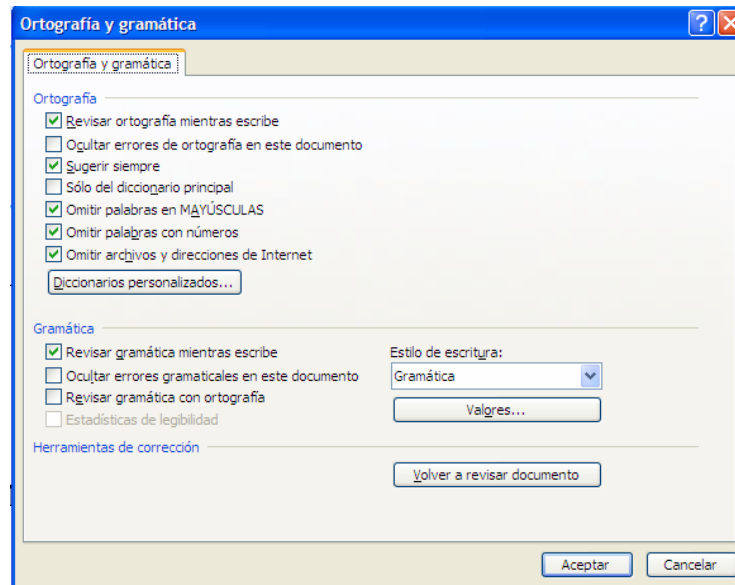 Ortografía y gramática
Ortografía y gramática
Ortografía
Revisar ortografía mientras escribe
Ocultar errores de ortografía en este documento
Sugerir siempre
Sólo del diccionario principal
Omitir palabras en MAYÚSCULAS
Omitir palabras con números
Omitir archivos y direcciones de Internet
Diccionarios personalizados...
Gramática
Revisar gramática mientras escribe
Estilo de escritura:
Ocultar errores gramaticales en este documento
Gramática
Revisar gramática con ortografía
Valores...
Estadísticas de legibilidad
Herramientas de corrección
Volver a revisar documento
Aceptar
Cancelar